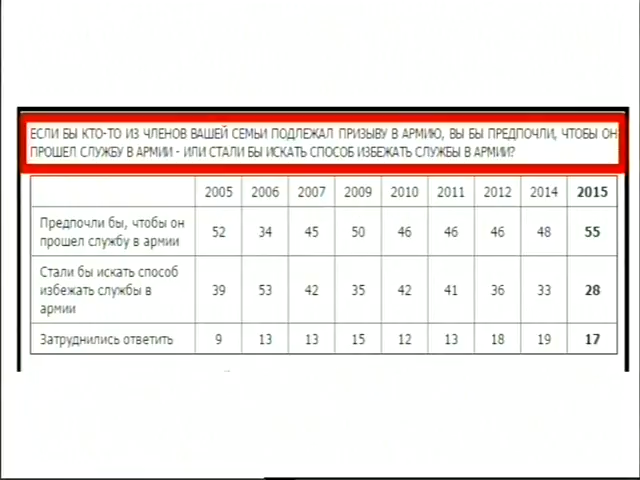 ЕСЛИ БЫ КТО-ТО ИЗ ЧЛЕНОВ ВАШЕЙ СЕМЬИ ПОДЛЕЖАЛ ПРИЗЫВУ В АРМИЮ, ВЫ БЫ ПРЕДПОЧЛИ, ЧТОБЫ ОН
ПРОШЕЛ СЛУЖБУ В АРМИИ - ИЛИ СТАЛИ БЫ ИСКАТЬ СПОСОБ ИЗБЕЖАТЬ СЛУЖБЫ В АРМИИ?
2005 2006 2007 2009 2010 2011 2012 2014 2015
Предпочли бы, чтобы он
прошел службу в армии 52 34 45 50 46 46 46 48 55
Стали бы искать способ
избежать службы в 39 53 42 35 42 41 36 33 28
армии
Затруднились ответить 9 13 13 15 12 13 18 19 17